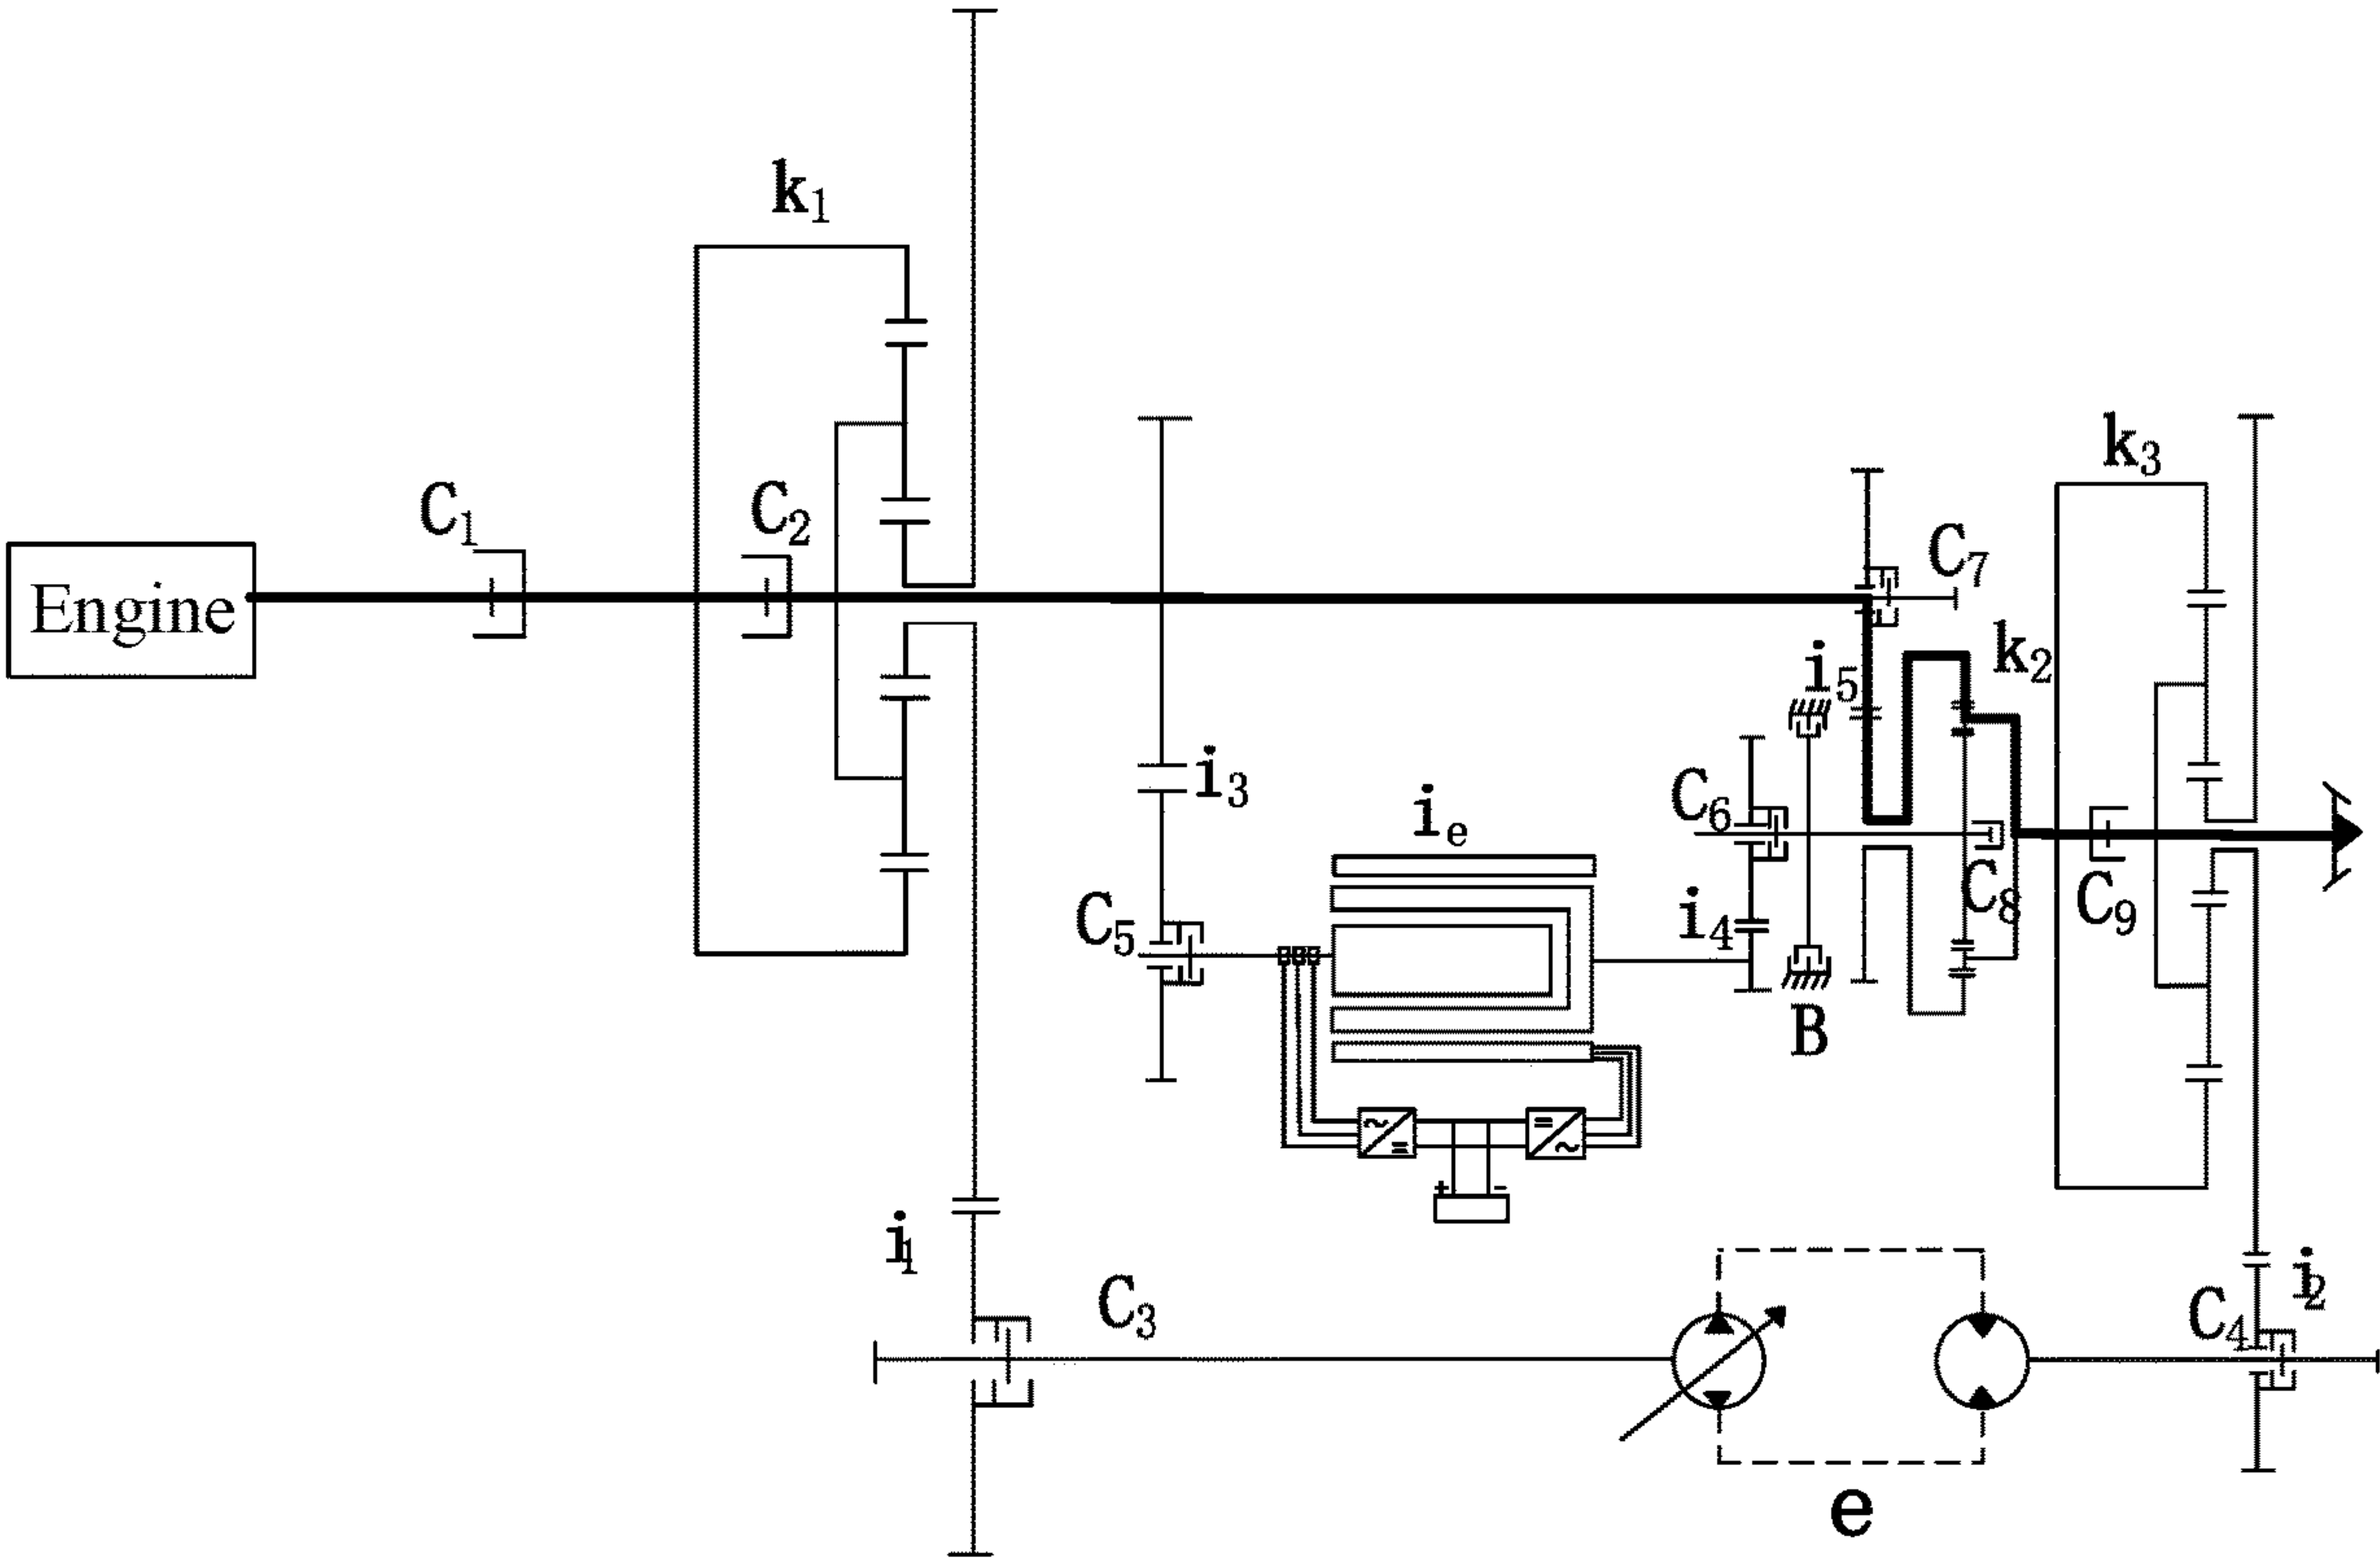 k₁
k₃
C₁
C₂
C₇
Engine
k₂
i₅
i₃
C₆
iₑ
C₈
C₉
C₅
i₄
B
+
-
i₁
C₃
i₂
C₄
e